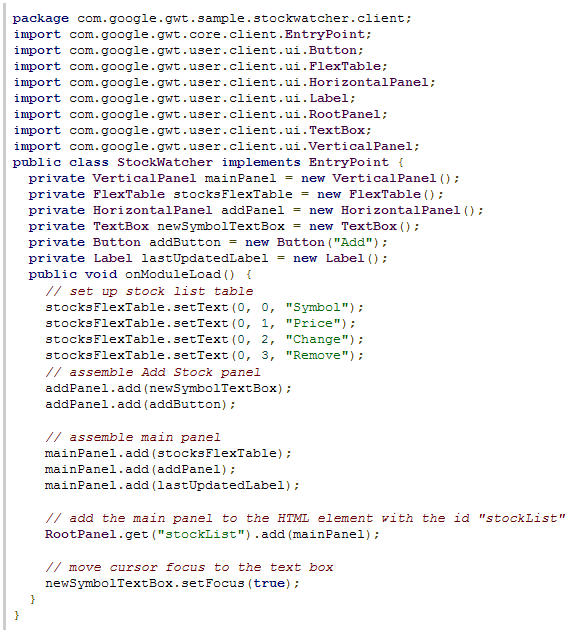 package com.google.gwt.sample.stockwatcher.client;
import com.google.gwt.core.client.EntryPoint;
import com.google.gwt.user.client.ui.Button;
import com.google.gwt.user.client.ui.FlexTable;
import com.google.gwt.user.client.ui.HorizontalPanel;
import com.google.gwt.user.client.ui.Label;
import com.google.gwt.user.client.ui.RootPanel;
import com.google.gwt.user.client.ui.TextBox;
import com.google.gwt.user.client.ui.VerticalPanel;
public class StockWatcher implements EntryPoint {
  private VerticalPanel mainPanel = new VerticalPanel();
  private FlexTable stocksFlexTable = new FlexTable();
  private HorizontalPanel addPanel = new HorizontalPanel();
  private TextBox newSymbolTextBox = new TextBox();
  private Button addButton = new Button("Add");
  private Label lastUpdatedLabel = new Label();
  public void onModuleLoad() {
    // set up stock list table
    stocksFlexTable.setText(0, 0, "Symbol");
    stocksFlexTable.setText(0, 1, "Price");
    stocksFlexTable.setText(0, 2, "Change");
    stocksFlexTable.setText(0, 3, "Remove");
    // assemble Add Stock panel
    addPanel.add(newSymbolTextBox);
    addPanel.add(addButton);

    // assemble main panel
    mainPanel.add(stocksFlexTable);
    mainPanel.add(addPanel);
    mainPanel.add(lastUpdatedLabel);

    // add the main panel to the HTML element with the id "stockList"
    RootPanel.get("stockList").add(mainPanel);

    // move cursor focus to the text box
    newSymbolTextBox.setFocus(true);
  }
}